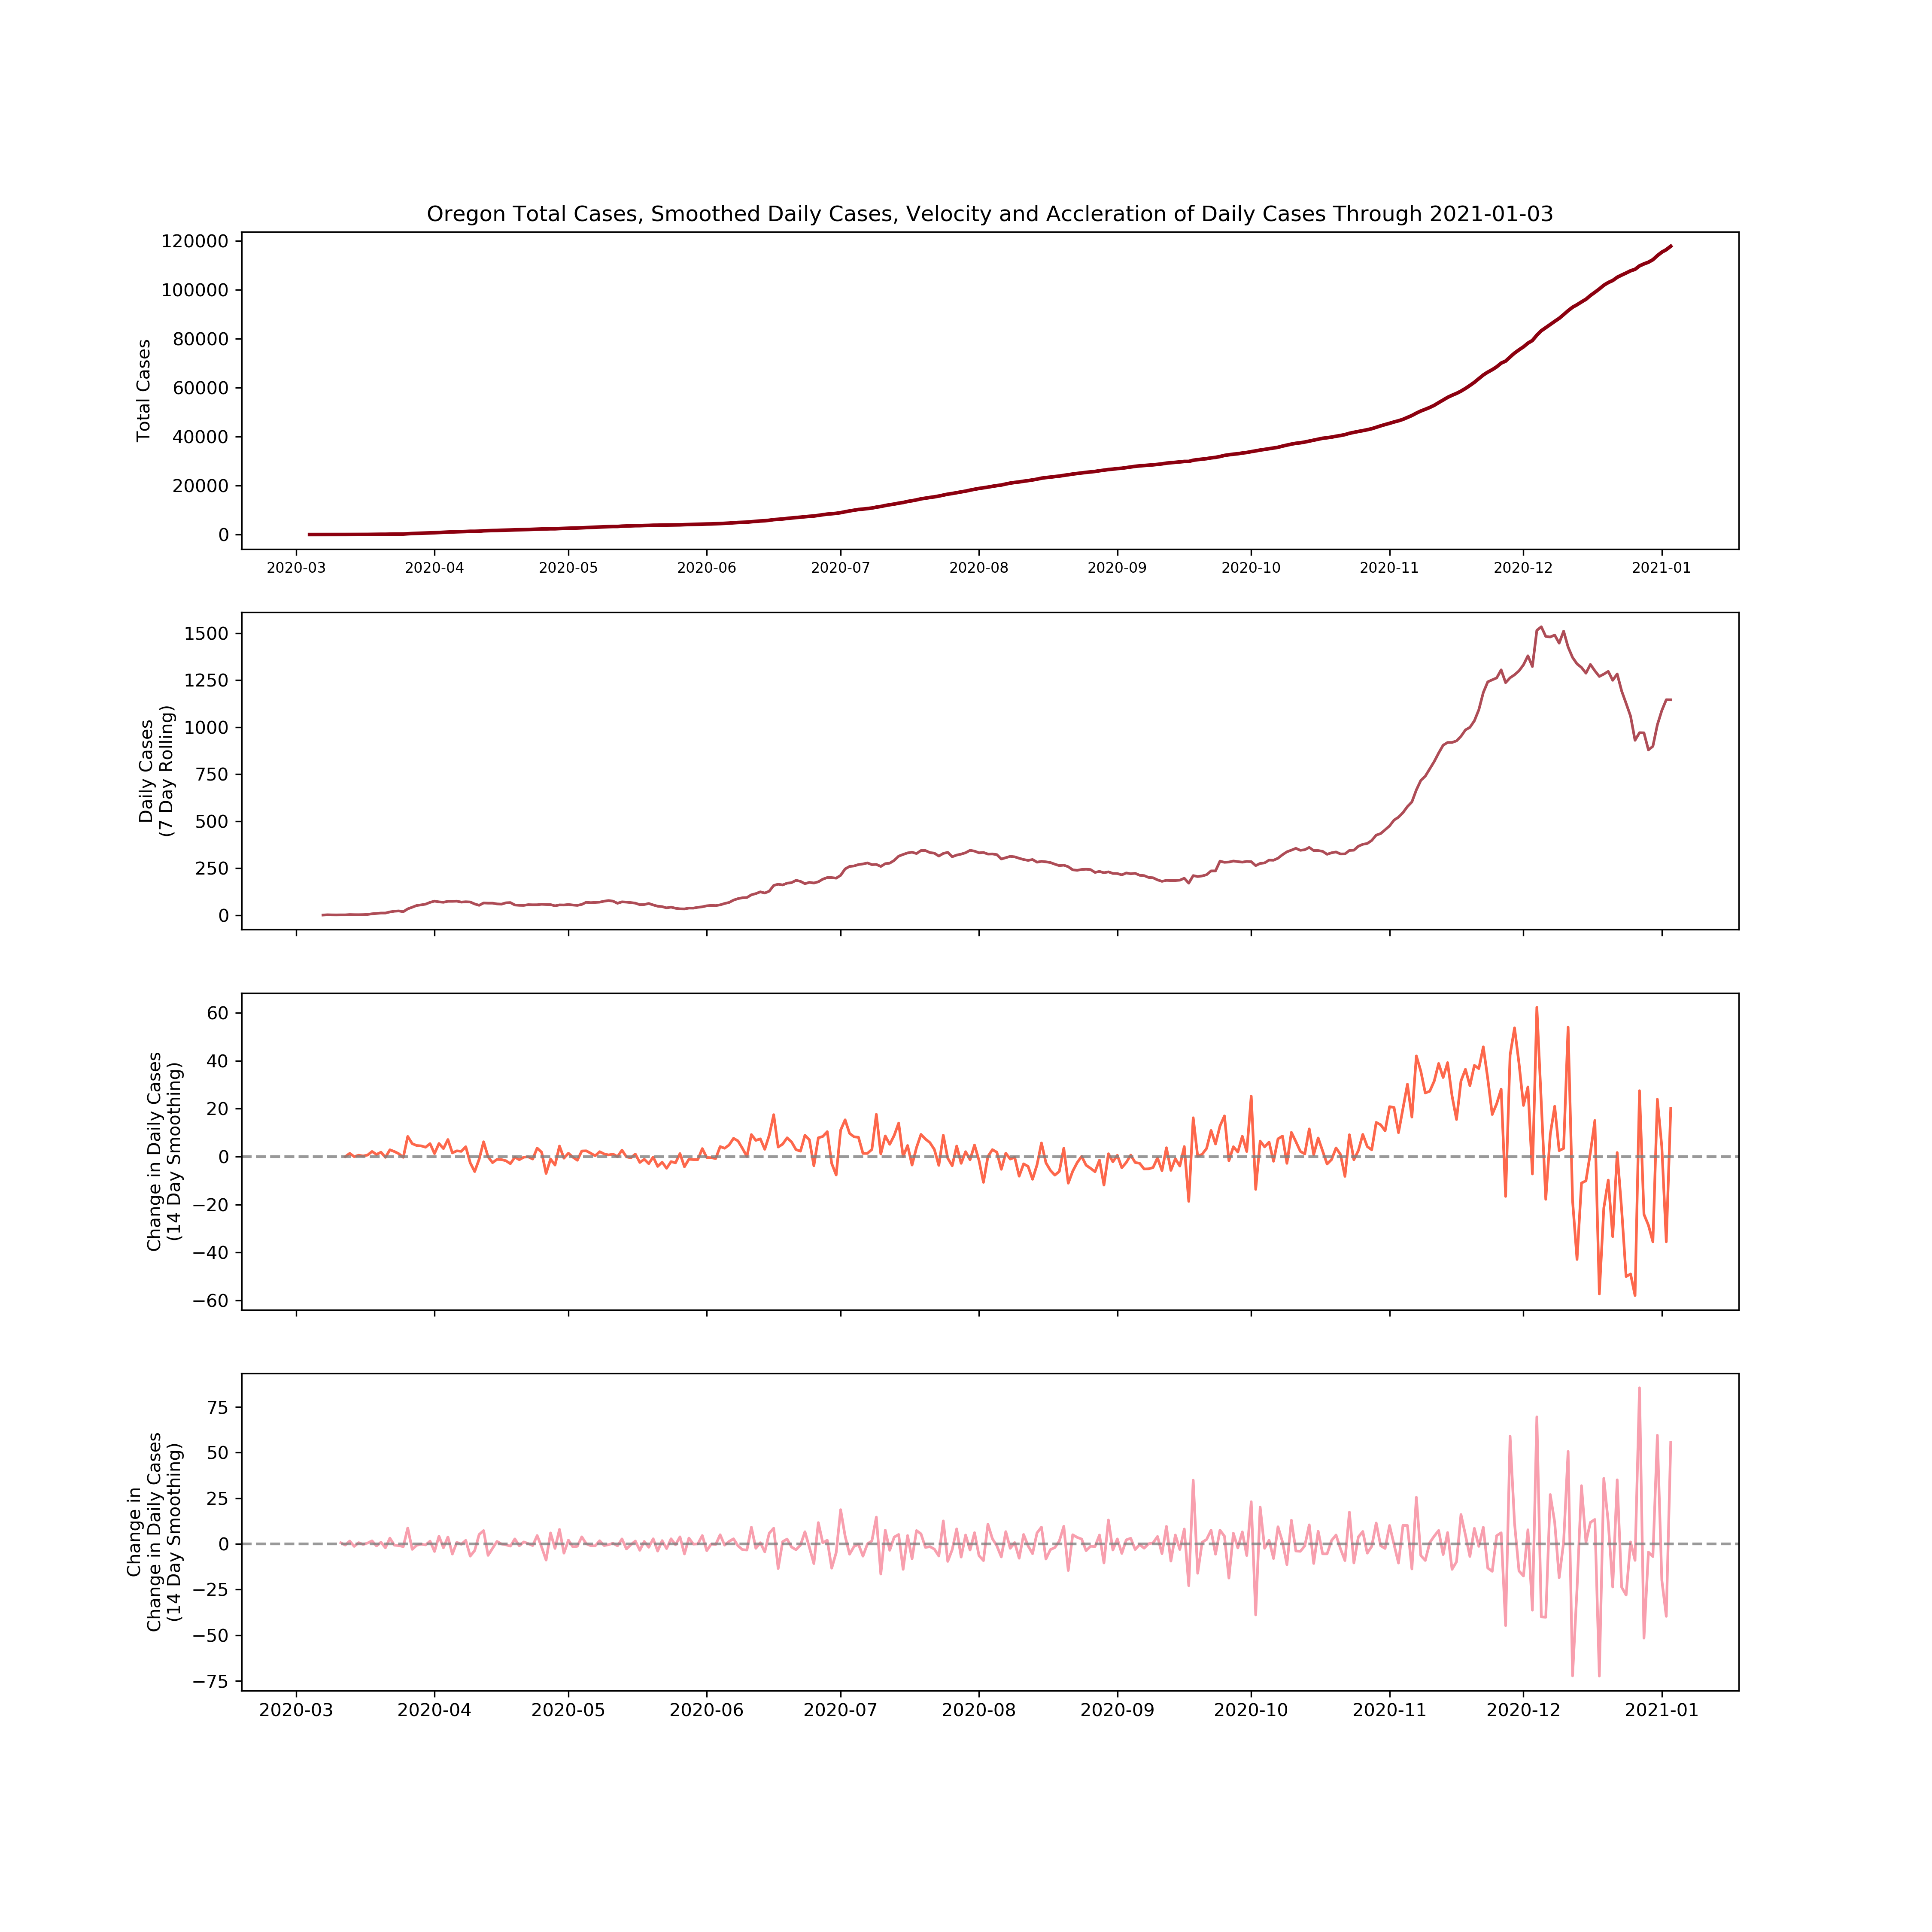 Oregon Total Cases, Smoothed Daily Cases, Velocity and Accleration of Daily Cases Through 2021-01-03
Total Cases
120000
100000
80000
60000
40000
20000
0
2020-03 2020-04 2020-05 2020-06 2020-07 2020-08 2020-09 2020-10 2020-11 2020-12 2021-01
Daily Cases
(7 Day Rolling)
1500
1250
1000
750
500
250
0
Change in Daily Cases
(14 Day Smoothing)
60
40
20
0
−20
−40
−60
Change in
Change in Daily Cases
(14 Day Smoothing)
75
50
25
0
−25
−50
−75
2020-03 2020-04 2020-05 2020-06 2020-07 2020-08 2020-09 2020-10 2020-11 2020-12 2021-01